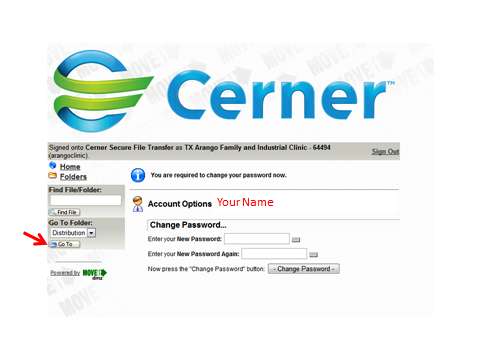 Cerner™
Signed onto Cerner Secure File Transfer as TX Arango Family and Industrial Clinic - 64494
(arangoclinic).
Sign Out
Home
Folders
Find File/Folder:
Find File
Go To Folder:
Distribution
Go To
Powered by MOVEit dmz
You are required to change your password now.
Account Options Your Name
Change Password...
Enter your New Password:
Enter your New Password Again:
Now press the "Change Password" button: - Change Password -